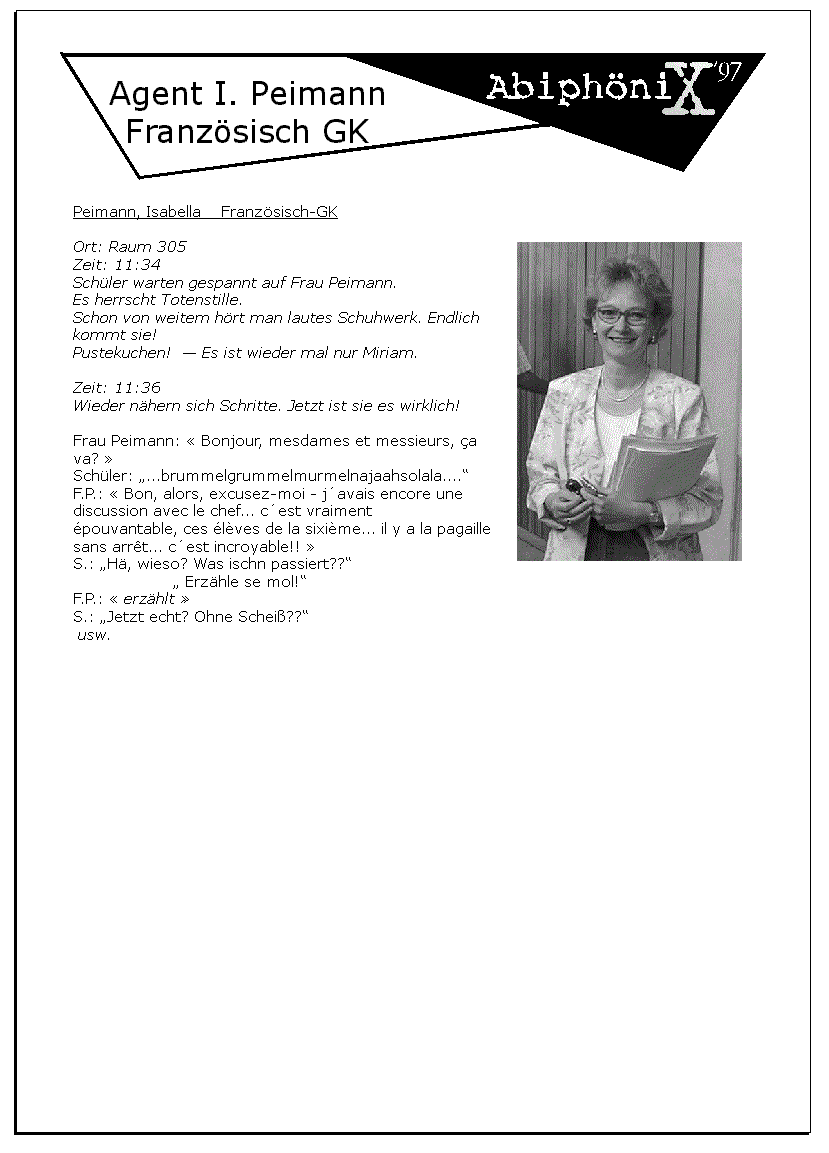 Agent I. Peimann
Französisch GK
AbiphöniX '97
Peimann, Isabella Französisch-GK
Ort: Raum 305
Zeit: 11:34
Schüler warten gespannt auf Frau Peimann.
Es herrscht Totenstille.
Schon von weitem hört man lautes Schuhwerk. Endlich
kommt sie!
Pustekuchen! — Es ist wieder mal nur Miriam.
Zeit: 11:36
Wieder nähern sich Schritte. Jetzt ist sie es wirklich!
Frau Peimann: « Bonjour, mesdames et messieurs, ça
va? »
Schüler: „...brummelgrummelmurmelnajaahsolala....“
F.P.: « Bon, alors, excusez-moi - j´avais encore une
discussion avec le chef... c´est vraiment
épouvantable, ces élèves de la sixième... il y a la pagaille
sans arrêt... c´est incroyable!! »
S.: „Hä, wieso? Was ischn passiert??“
„ Erzähle se mol!“
F.P.: « erzählt »
S.: „Jetzt echt? Ohne Scheiß??“
usw.